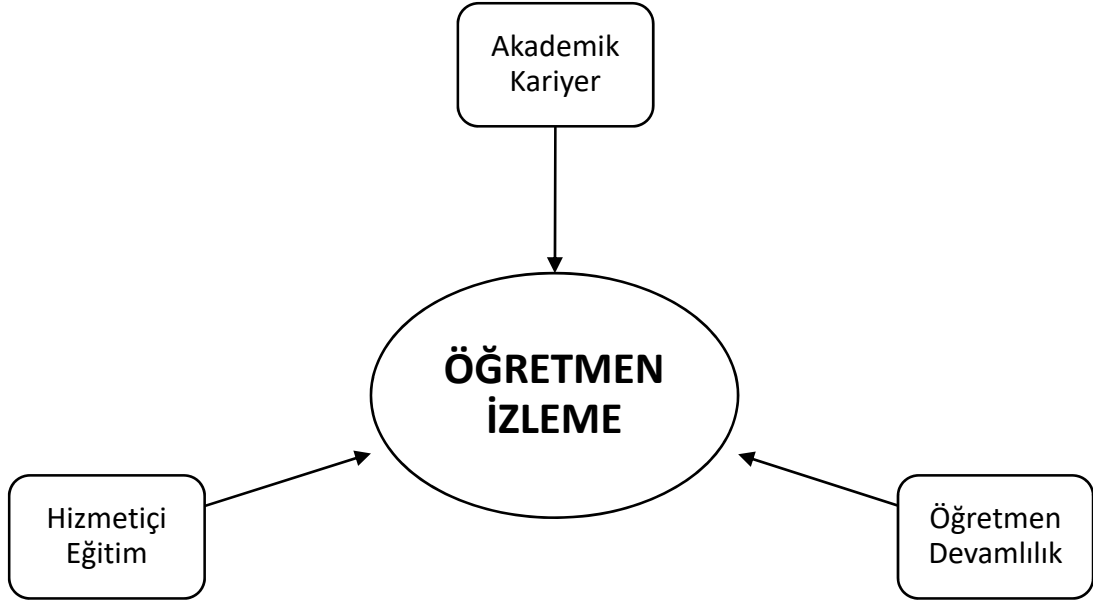 Akademik
Kariyer
ÖĞRETMEN
İZLEME
Hizmetiçi
Eğitim
Öğretmen
Devamlılık